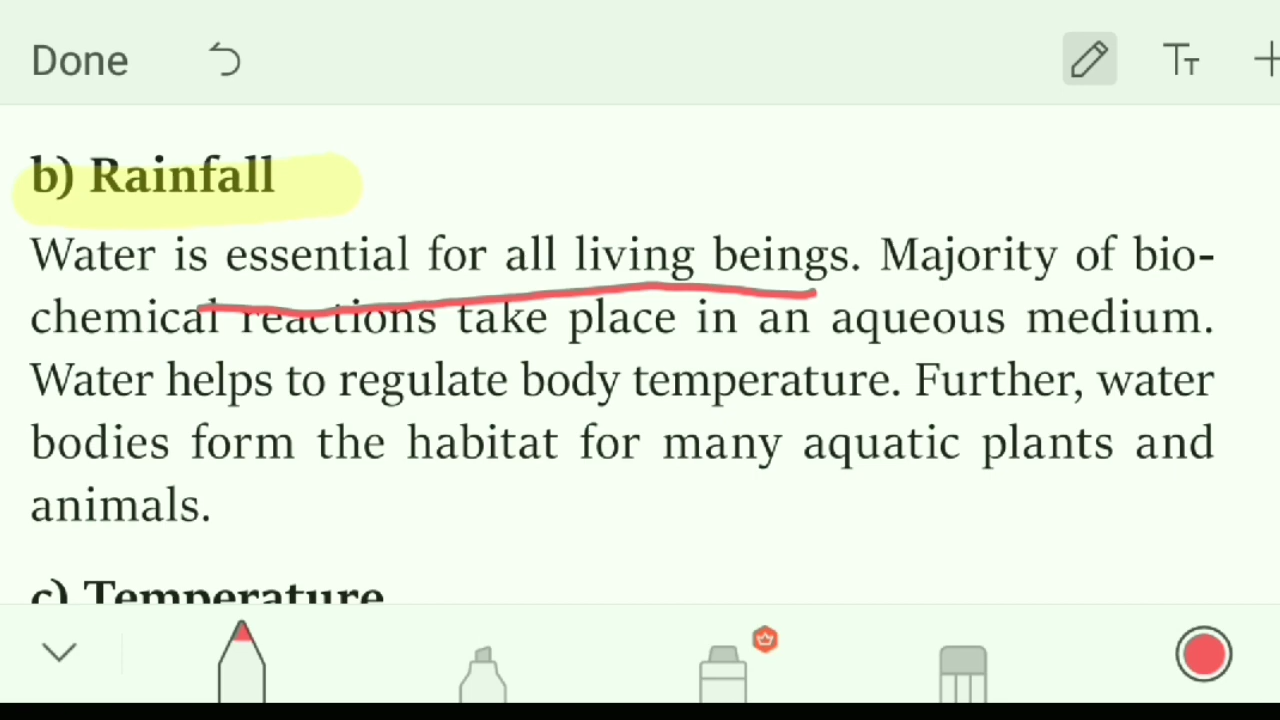 Done
b) Rainfall
Water is essential for all living beings. Majority of bio-
chemical reactions take place in an aqueous medium.
Water helps to regulate body temperature. Further, water
bodies form the habitat for many aquatic plants and
animals.
c) Temperature